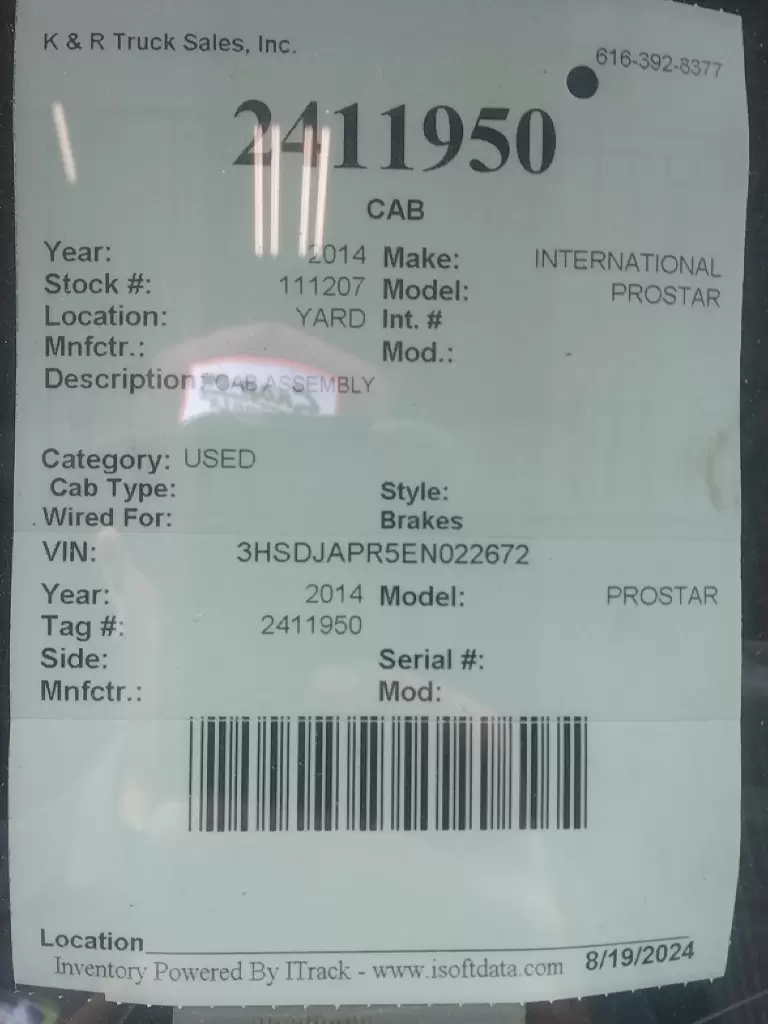 K & R Truck Sales, Inc.
616-392-8377
2411950
CAB
Year: 2014 Make: INTERNATIONAL
Stock #: 111207 Model: PROSTAR
Location: YARD Int. #
Mnfctr.: Mod.:
Description: CAB ASSEMBLY
Category: USED
Cab Type: Style:
Wired For: Brakes
VIN: 3HSDJAPR5EN022672
Year: 2014 Model: PROSTAR
Tag #: 2411950
Side: Serial #:
Mnfctr.: Mod:
Location
Inventory Powered By ITrack - www.isoftdata.com 8/19/2024